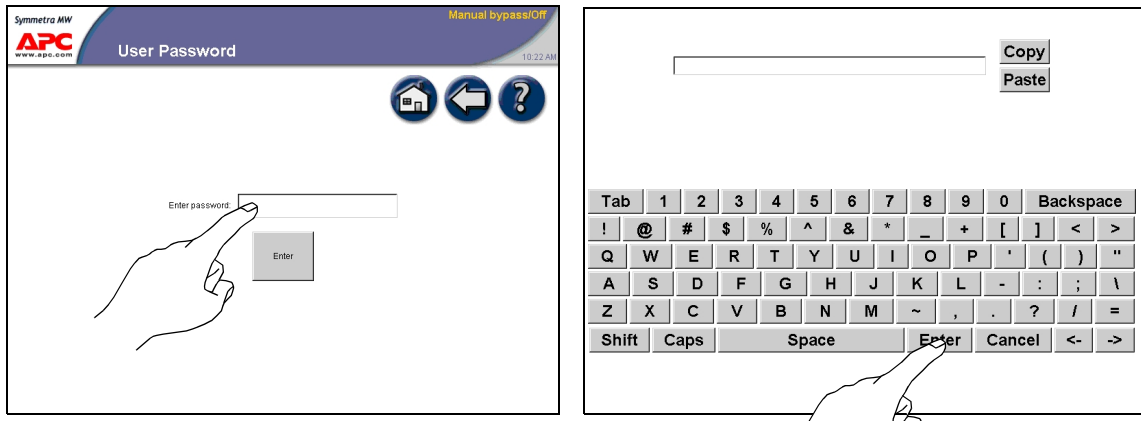 Symmetra MW
Manual bypass/Off
APC
www.apc.com
User Password
10:22 AM
?
Enter password:
Enter
Copy
Paste
Tab 1 2 3 4 5 6 7 8 9 0 Backspace
! @ # $ % ^ & * _ + [ ] < >
Q W E R T Y U I O P ' ( ) "
A S D F G H J K L - : ; \
Z X C V B N M ~ , . ? / =
Shift Caps Space Enter Cancel <- ->